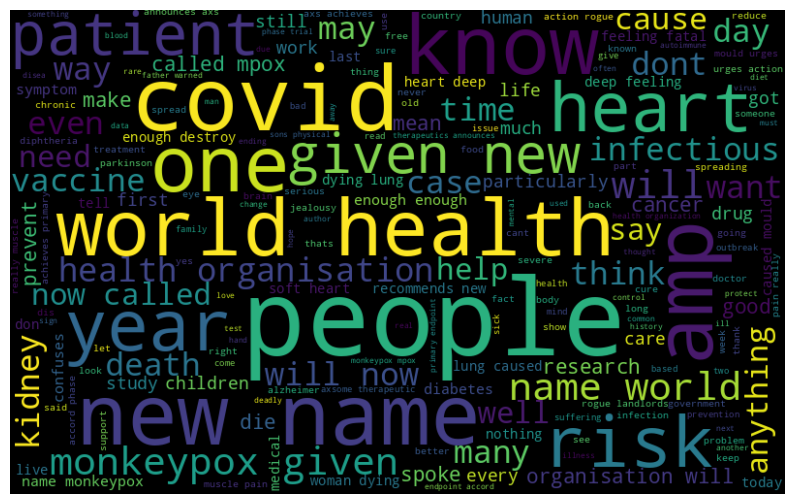 something announces axs axs achieves country action rogue reduce
patient may still human cause day
phase trial use feeling fatal
blood due free sure known autoimmune mould urges
know
way called mpox work last give dont urges action
rare father warned thing heart deep deep feeling often diet
symptom covid time life heart got virus
chronic make never someone
spread man bad old must
even data away mean issue
enough destroy sons physical much read therapeutics announces
diphtheria ending
need treatment one given new infectious
parkinson food part spreading
vaccine dying lung case particularly will want
eye serious
tell first brain enough enough cancer
prevent change jealousy back used drug health organization
achieves primary author mental going caused mould
world health say
family thats cant outbreak thought
yes hope severe
health organisation help think amp good
really muscle soft heart recommends new cure doctor
now called fact body health
dis sick long control protect
don love mind common care ill pain really
sign test show history week
year people
hand real primary endpoint thank
let right monkeypox mpox
confuses look come lung caused research based two
death will now
kidney study children alzheimer axsome therapeutic diabetes name world anything
accord phase
said deadly rogue landlords government
support suffering infection prevention
new name die well risk
nothing next
better see problem
medical another
live monkeypox given many spoke every organisation will keep today
woman dying illness
name monkeypox muscle pain endpoint accord